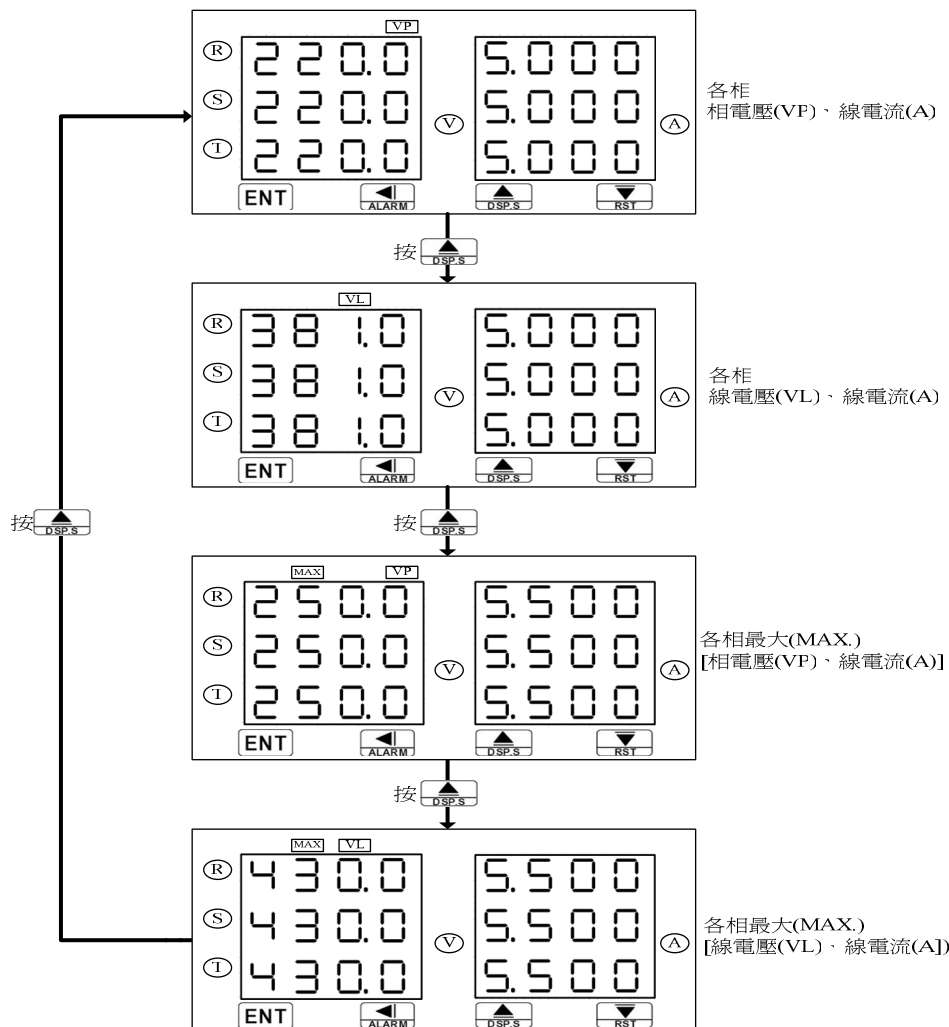 VP
R 220.0 5.000
S 220.0 V 5.000 A
T 220.0 5.000
ENT ALARM DSP.S RST
各相
相電壓(VP)、線電流(A)
按 DSP.S
VL
R 381.0 5.000
S 381.0 V 5.000 A
T 381.0 5.000
ENT ALARM DSP.S RST
各相
線電壓(VL)、線電流(A)
按 DSP.S
按 DSP.S
MAX VP
R 250.0 5.500
S 250.0 V 5.500 A
T 250.0 5.500
ENT ALARM DSP.S RST
各相最大(MAX.)
[相電壓(VP)、線電流(A)]
按 DSP.S
MAX VL
R 430.0 5.500
S 430.0 V 5.500 A
T 430.0 5.500
ENT ALARM DSP.S RST
各相最大(MAX.)
[線電壓(VL)、線電流(A])